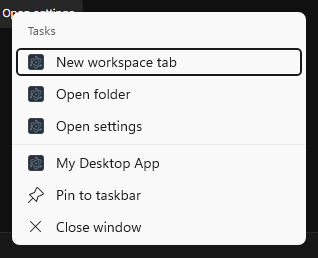 Open settings
Tasks
New workspace tab
Open folder
Open settings
My Desktop App
Pin to taskbar
Close window